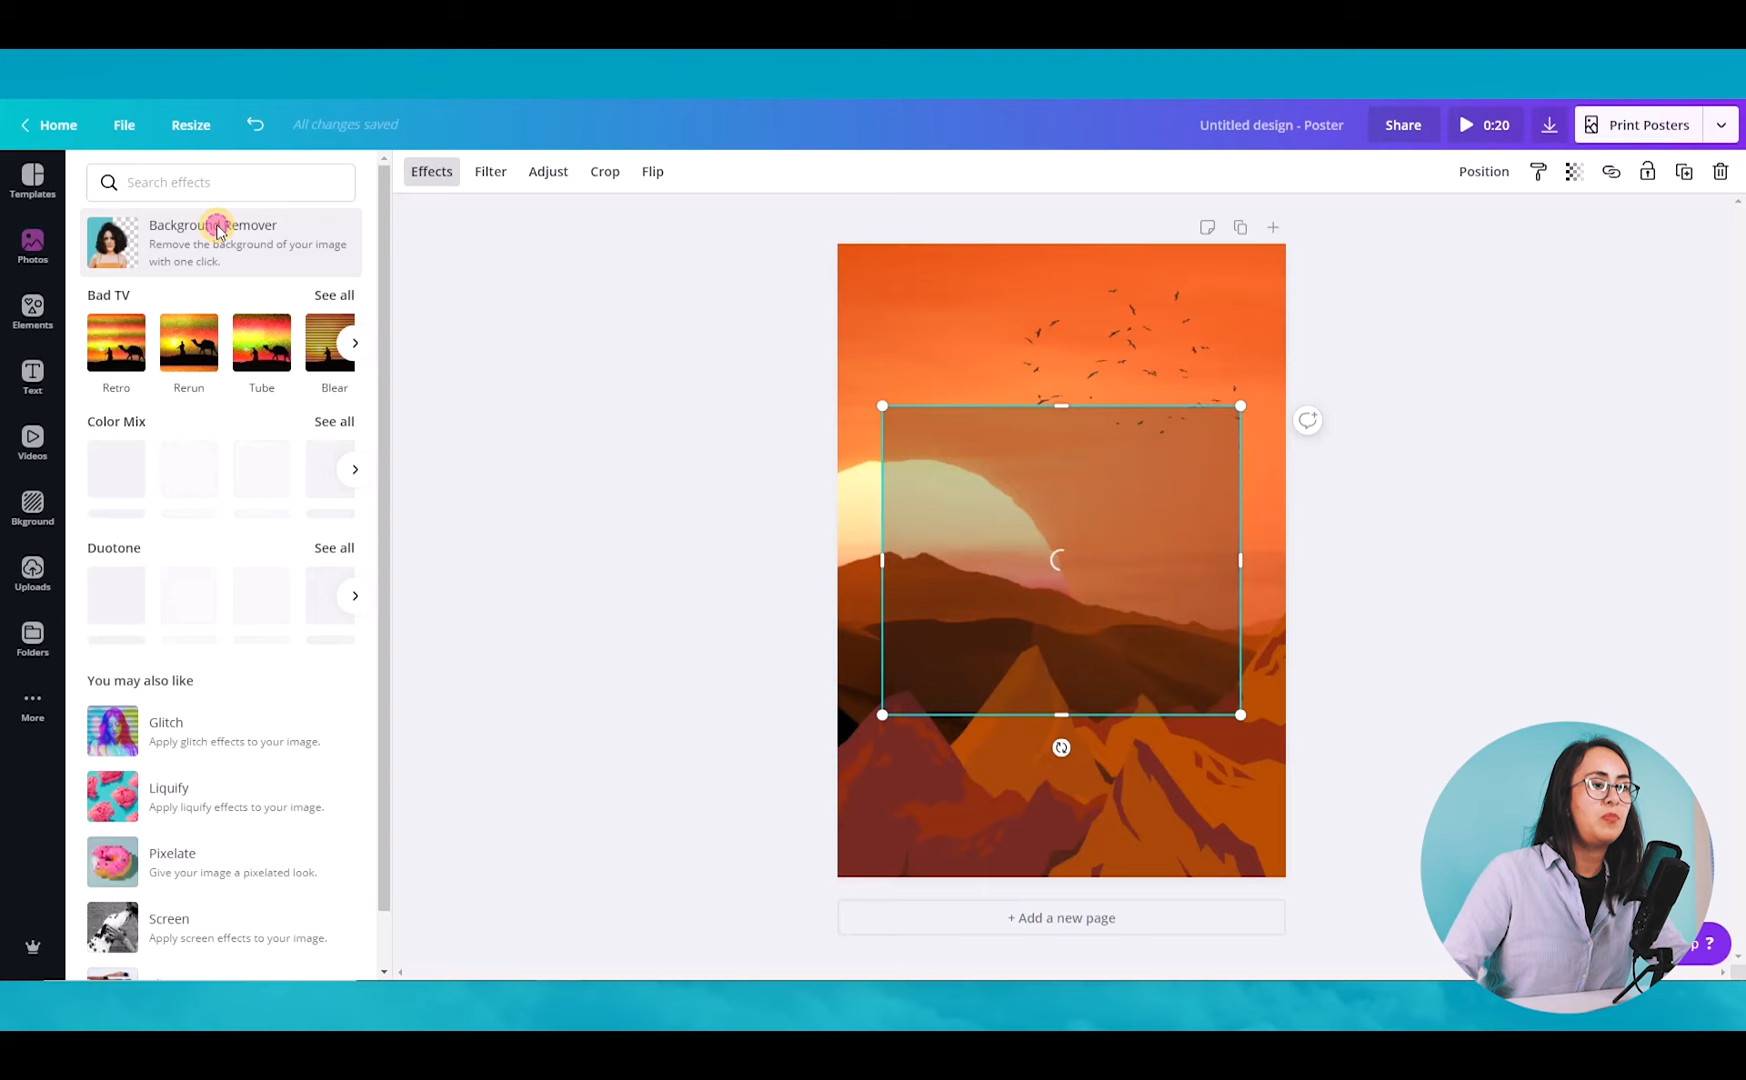 Home
File
Resize
All changes saved
Untitled design - Poster
Share
0:20
Print Posters
Templates
Photos
Elements
Text
Videos
Bkground
Uploads
Folders
More
Search effects
Background Remover
Remove the background of your image
with one click.
Bad TV
See all
Retro
Rerun
Tube
Blear
Color Mix
See all
Duotone
See all
You may also like
Glitch
Apply glitch effects to your image.
Liquify
Apply liquify effects to your image.
Pixelate
Give your image a pixelated look.
Screen
Apply screen effects to your image.
Effects
Filter
Adjust
Crop
Flip
Position
+ Add a new page
p ?